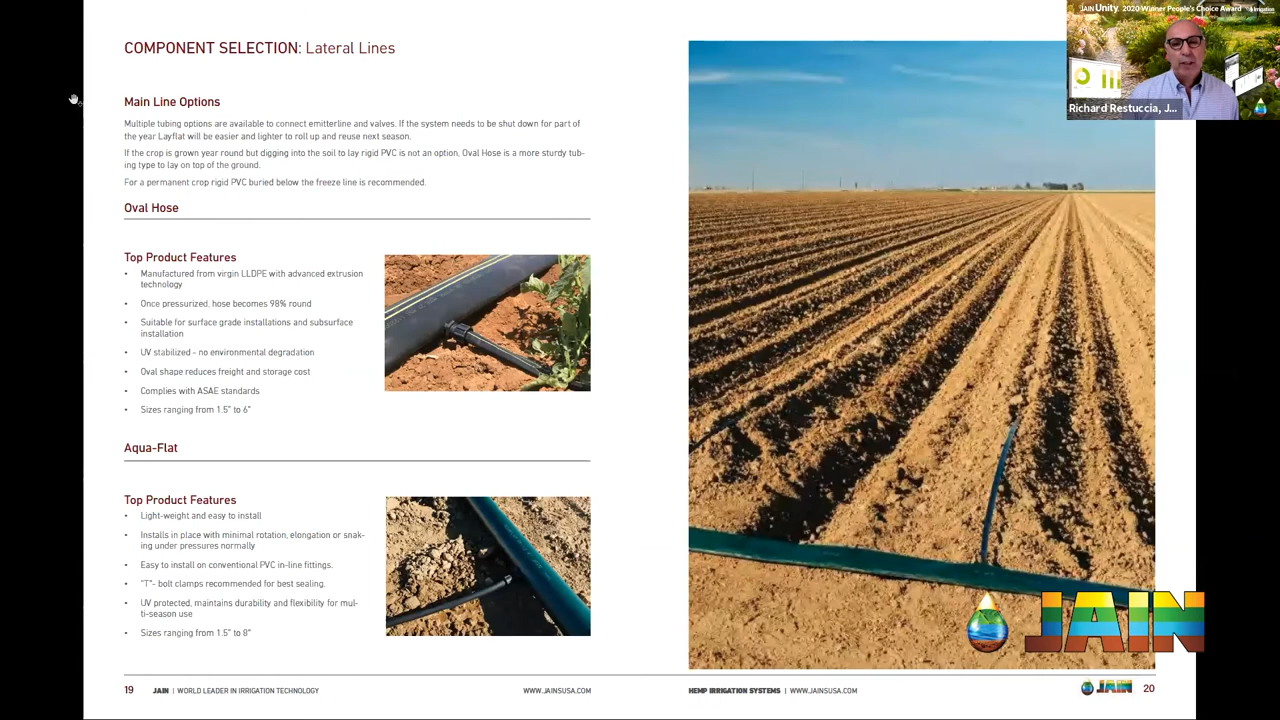 JAIN Unity. 2020 Winner People's Choice Award
Richard Restuccia, J...
COMPONENT SELECTION: Lateral Lines
Main Line Options
Multiple tubing options are available to connect emitterline and valves. If the system needs to be shut down for part of
the year Layflat will be easier and lighter to roll up and reuse next season.
If the crop is grown year round but digging into the soil to lay rigid PVC is not an option, Oval Hose is a more sturdy tub-
ing type to lay on top of the ground.
For a permanent crop rigid PVC buried below the freeze line is recommended.
Oval Hose
Top Product Features
• Manufactured from virgin LLDPE with advanced extrusion
technology
• Once pressurized, hose becomes 98% round
• Suitable for surface grade installations and subsurface
installation
• UV stabilized - no environmental degradation
• Oval shape reduces freight and storage cost
• Complies with ASAE standards
• Sizes ranging from 1.5" to 6"
Aqua-Flat
Top Product Features
• Light-weight and easy to install
• Installs in place with minimal rotation, elongation or snak-
ing under pressures normally
• Easy to install on conventional PVC in-line fittings.
• "T"- bolt clamps recommended for best sealing.
• UV protected, maintains durability and flexibility for mul-
ti-season use
• Sizes ranging from 1.5" to 8"
JAIN
19 JAIN | WORLD LEADER IN IRRIGATION TECHNOLOGY WWW.JAINSUSA.COM
HEMP IRRIGATION SYSTEMS | WWW.JAINSUSA.COM JAIN 20